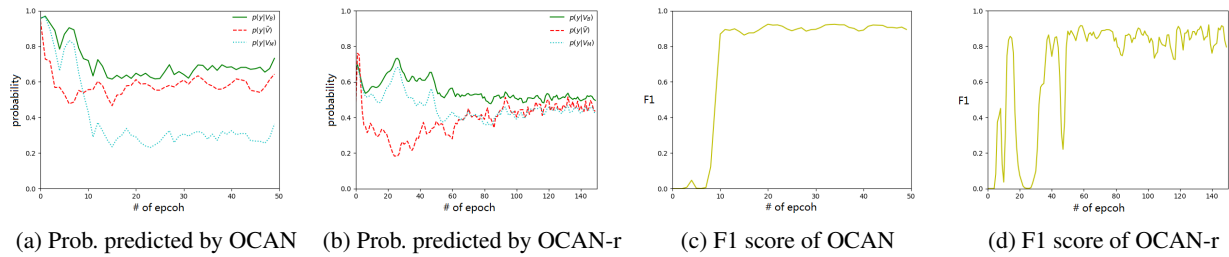 1.0
0.8
0.6
0.4
0.2
0.0
probability
0 10 20 30 40 50
# of epcoh
p(y|V_B)
p(y|Ṽ)
p(y|V_M)
1.0
0.8
0.6
0.4
0.2
0.0
probability
0 20 40 60 80 100 120 140
# of epoch
p(y|V_B)
p(y|Ṽ)
p(y|V_M)
1.0
0.8
0.6
0.4
0.2
0.0
F1
0 10 20 30 40 50
# of epcoh
1.0
0.8
0.6
0.4
0.2
0.0
F1
0 20 40 60 80 100 120 140
# of epcoh
(a) Prob. predicted by OCAN
(b) Prob. predicted by OCAN-r
(c) F1 score of OCAN
(d) F1 score of OCAN-r